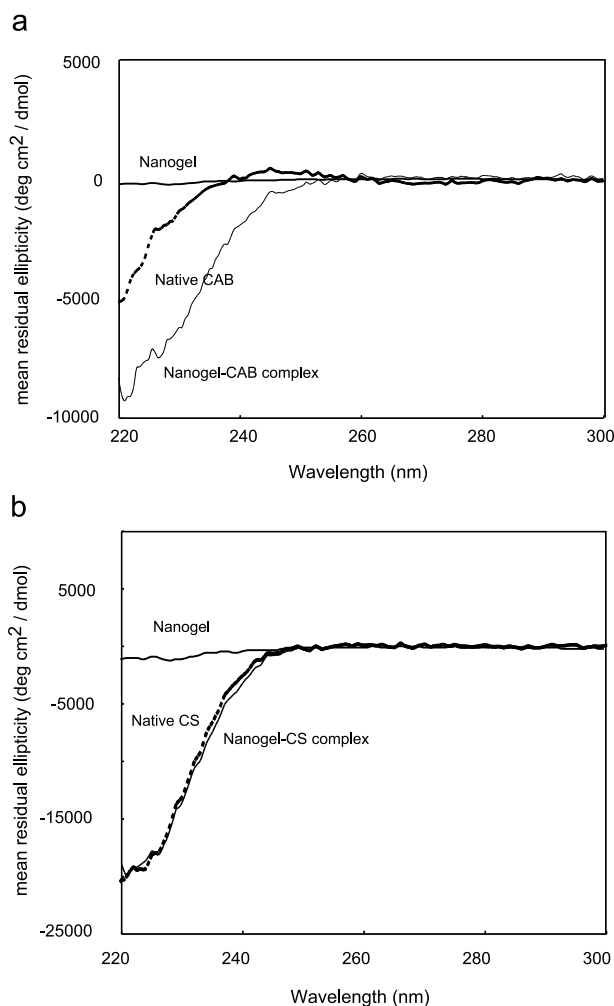 a
5000
0
-5000
-10000
mean residual ellipticity (deg cm2 / dmol)
Nanogel
Native CAB
Nanogel-CAB complex
220 240 260 280 300
Wavelength (nm)
b
5000
-5000
-15000
-25000
mean residual ellipticity (deg cm2 / dmol)
Nanogel
Native CS
Nanogel-CS complex
220 240 260 280 300
Wavelength (nm)